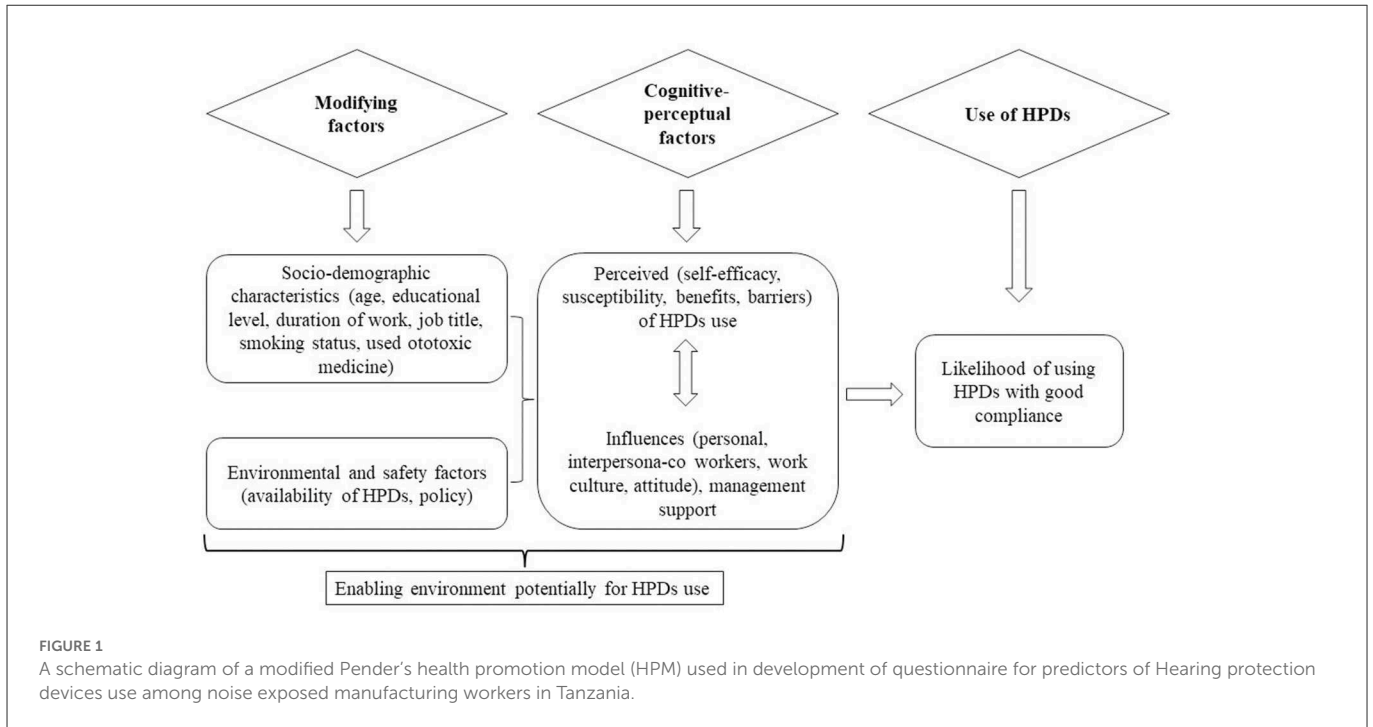 Modifying
factors
Cognitive-
perceptual
factors
Use of HPDs
Socio-demographic
characteristics (age, educational
level, duration of work, job title,
smoking status, used ototoxic
medicine)
Environmental and safety factors
(availability of HPDs, policy)
Perceived (self-efficacy,
susceptibility, benefits, barriers)
of HPDs use
Influences (personal,
interpersona-co workers, work
culture, attitude), management
support
Likelihood of using
HPDs with good
compliance
Enabling environment potentially for HPDs use
FIGURE 1
A schematic diagram of a modified Pender's health promotion model (HPM) used in development of questionnaire for predictors of Hearing protection
devices use among noise exposed manufacturing workers in Tanzania.